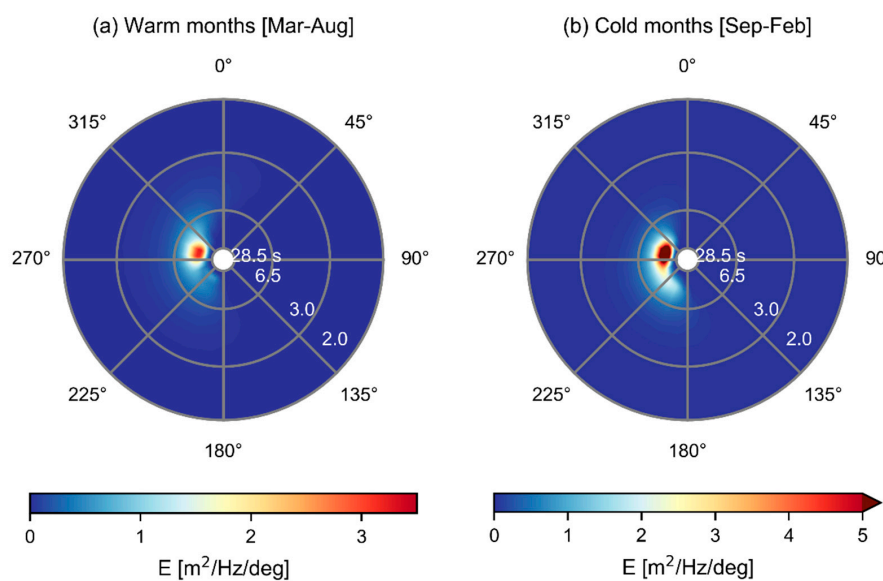 (a) Warm months [Mar-Aug]
(b) Cold months [Sep-Feb]
0°
0°
315°
45°
315°
45°
270°
28.5 s
90°
270°
28.5 s
90
6.5
6.5
3.0
3.0
2.0
2.0
225°
135°
225°
135°
180°
180°
0 1 2 3
0 1 2 3 4 5
E [m²/Hz/deg]
E [m²/Hz/deg]